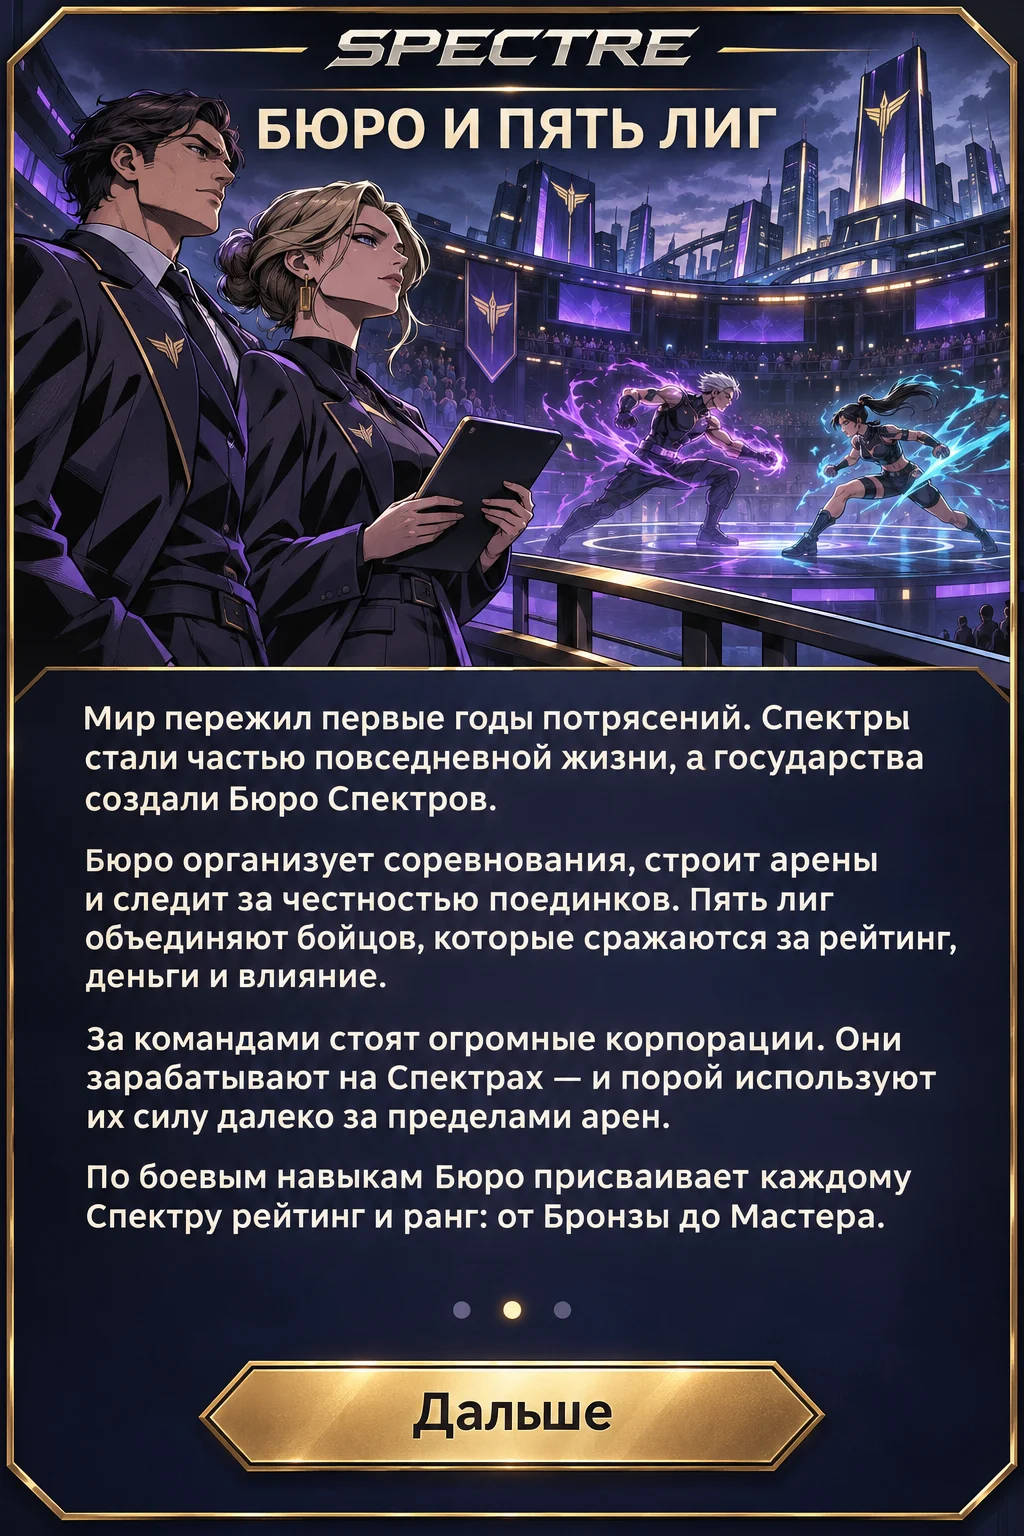 SPECTRE
БЮРО И ПЯТЬ ЛИГ
Мир пережил первые годы потрясений. Спектры
стали частью повседневной жизни, а государства
создали Бюро Спектров.
Бюро организует соревнования, строит арены
и следит за честностью поединков. Пять лиг
объединяют бойцов, которые сражаются за рейтинг,
деньги и влияние.
За командами стоят огромные корпорации. Они
зарабатывают на Спектрах — и порой используют
их силу далеко за пределами арен.
По боевым навыкам Бюро присваивает каждому
Спектру рейтинг и ранг: от Бронзы до Мастера.
Дальше